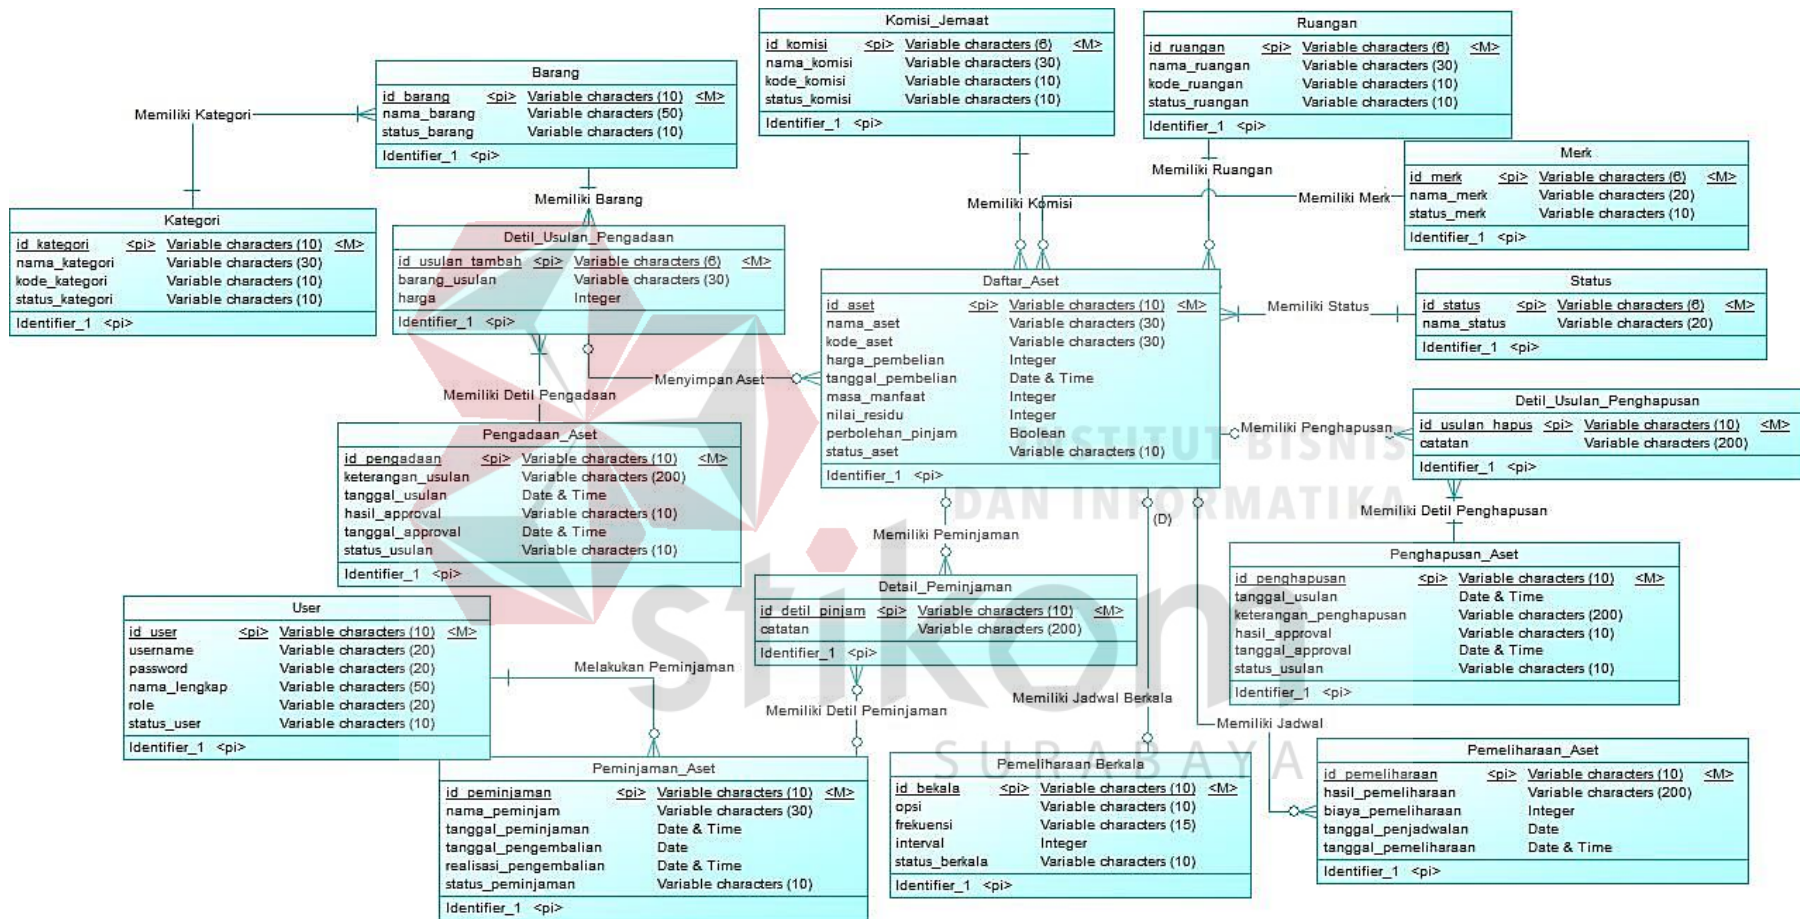 Komisi_Jemaat
id_komisi <pi> Variable characters (6) <M>
nama_komisi Variable characters (30)
kode_komisi Variable characters (10)
status_komisi Variable characters (10)
Identifier_1 <pi>
Ruangan
id_ruangan <pi> Variable characters (6) <M>
nama_ruangan Variable characters (30)
kode_ruangan Variable characters (10)
status_ruangan Variable characters (10)
Identifier_1 <pi>
Barang
id_barang <pi> Variable characters (10) <M>
nama_barang Variable characters (50)
status_barang Variable characters (10)
Identifier_1 <pi>
Memiliki Kategori
Memiliki Barang
Memiliki Komisi
Memiliki Ruangan
Memiliki Merk
Merk
id_merk <pi> Variable characters (6) <M>
nama_merk Variable characters (20)
status_merk Variable characters (10)
Identifier_1 <pi>
Kategori
id_kategori <pi> Variable characters (10) <M>
nama_kategori Variable characters (30)
kode_kategori Variable characters (10)
status_kategori Variable characters (10)
Identifier_1 <pi>
Detil_Usulan_Pengadaan
id_usulan_tambah <pi> Variable characters (6) <M>
barang_usulan Variable characters (30)
harga Integer
Identifier_1 <pi>
Daftar_Aset
id_aset <pi> Variable characters (10) <M>
nama_aset Variable characters (30)
kode_aset Variable characters (30)
harga_pembelian Integer
tanggal_pembelian Date & Time
masa_manfaat Integer
nilai_residu Integer
perbolehan_pinjam Boolean
status_aset Variable characters (10)
Identifier_1 <pi>
Memiliki Status
Status
id_status <pi> Variable characters (6) <M>
nama_status Variable characters (20)
Identifier_1 <pi>
Menyimpan Aset
Memiliki Detil Pengadaan
Memiliki Penghapusan
Detil_Usulan_Penghapusan
id_usulan_hapus <pi> Variable characters (10) <M>
catatan Variable characters (200)
Identifier_1 <pi>
Pengadaan_Aset
id_pengadaan <pi> Variable characters (10) <M>
keterangan_usulan Variable characters (200)
tanggal_usulan Date & Time
hasil_approval Variable characters (10)
tanggal_approval Date & Time
status_usulan Variable characters (10)
Identifier_1 <pi>
INSTITUT BISNIS
DAN INFORMATIKA
stikom
SURABAYA
(D)
Memiliki Peminjaman
Memiliki Detil Penghapusan
Penghapusan_Aset
id_penghapusan <pi> Variable characters (10) <M>
tanggal_usulan Date & Time
keterangan_penghapusan Variable characters (200)
hasil_approval Variable characters (10)
tanggal_approval Date & Time
status_usulan Variable characters (10)
Identifier_1 <pi>
Detail_Peminjaman
id_detil_pinjam <pi> Variable characters (10) <M>
catatan Variable characters (200)
Identifier_1 <pi>
User
id_user <pi> Variable characters (10) <M>
username Variable characters (20)
password Variable characters (20)
nama_lengkap Variable characters (50)
role Variable characters (20)
status_user Variable characters (10)
Identifier_1 <pi>
Melakukan Peminjaman
Memiliki Detil Peminjaman
Memiliki Jadwal Berkala
Memiliki Jadwal
Peminjaman_Aset
id_peminjaman <pi> Variable characters (10) <M>
nama_peminjam Variable characters (30)
tanggal_peminjaman Date & Time
tanggal_pengembalian Date
realisasi_pengembalian Date & Time
status_peminjaman Variable characters (10)
Identifier_1 <pi>
Pemeliharaan Berkala
id_bekala <pi> Variable characters (10) <M>
opsi Variable characters (10)
frekuensi Variable characters (15)
interval Integer
status_berkala Variable characters (10)
Identifier_1 <pi>
Pemeliharaan_Aset
id_pemeliharaan <pi> Variable characters (10) <M>
hasil_pemeliharaan Variable characters (200)
biaya_pemeliharaan Integer
tanggal_penjadwalan Date
tanggal_pemeliharaan Date & Time
Identifier_1 <pi>